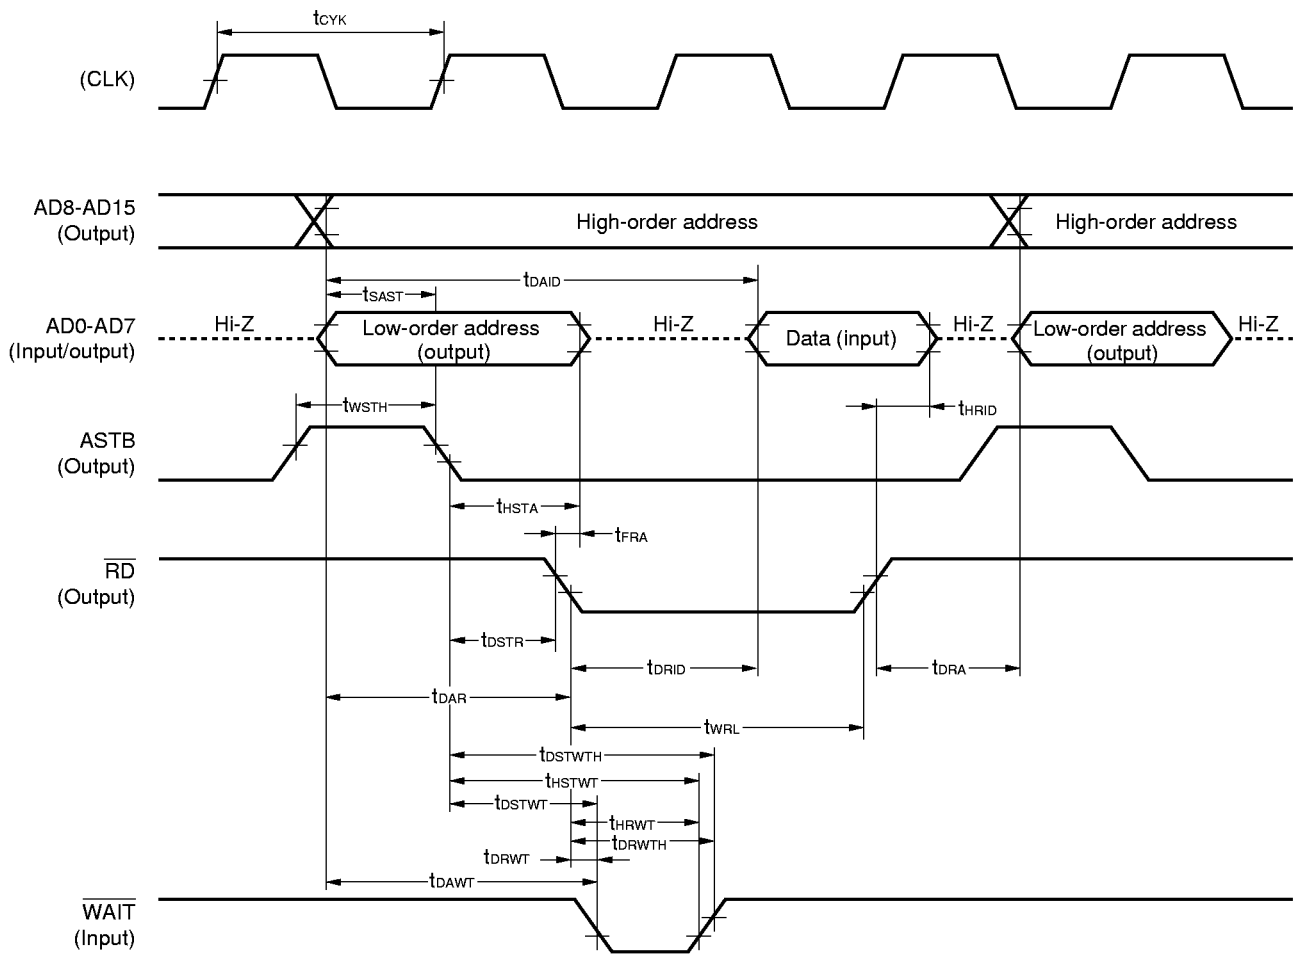 tCYK
(CLK)
AD8-AD15
(Output)
High-order address
High-order address
tDAID
tSAST
AD0-AD7
(Input/output)
Hi-Z
Low-order address
(output)
Hi-Z
Data (input)
Hi-Z
Low-order address
(output)
Hi-Z
tWSTH
tHRID
ASTB
(Output)
tHSTA
tFRA
RD
(Output)
tDSTR
tDRID
tDRA
tDAR
tWRL
tDSTWTH
tHSTWT
tDSTWT
tHRWT
tDRWTH
tDRWT
tDAWT
WAIT
(Input)